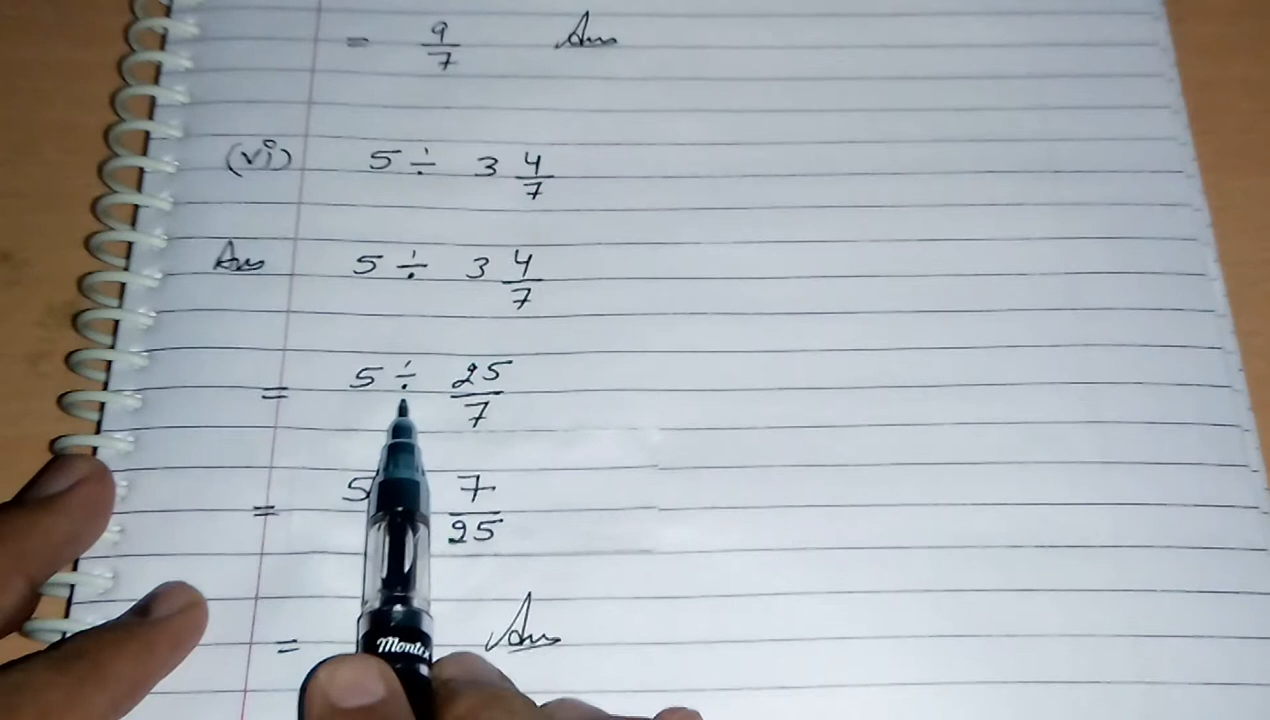 = 9/7 Ans
(vi) 5 ÷ 3 4/7
Ans 5 ÷ 3 4/7
= 5 ÷ 25/7
= 5 7/25
= Ans
Montex